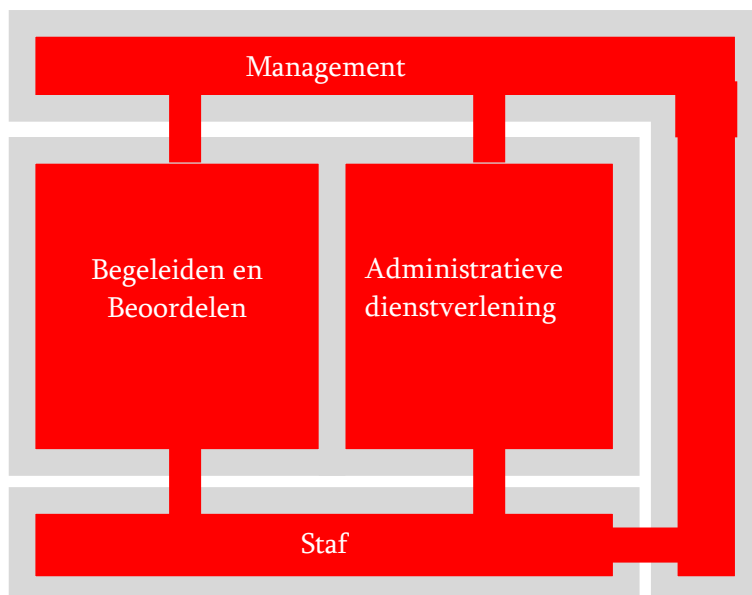 Management
Begeleiden en
Beoordelen
Administratieve
dienstverlening
Staf